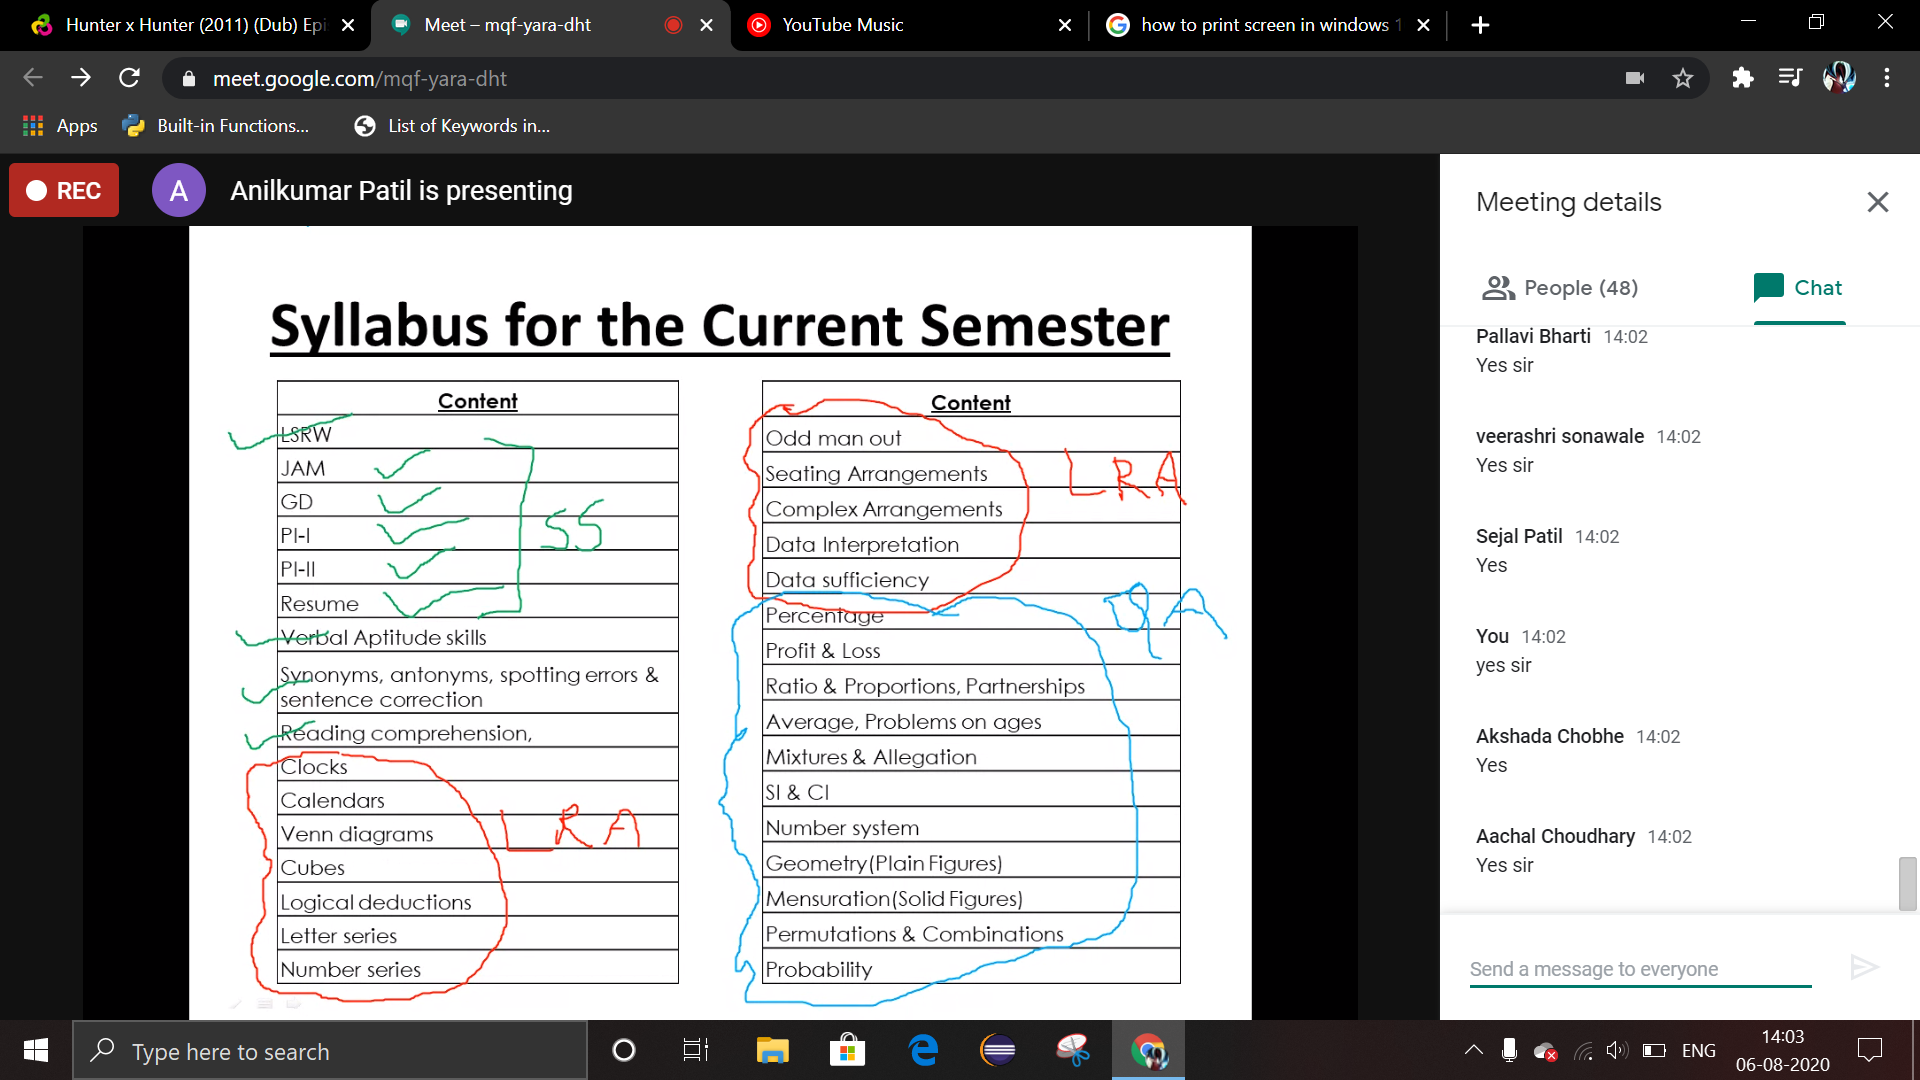 Hunter x Hunter (2011) (Dub) Epi
Meet – mqf-yara-dht
YouTube Music
how to print screen in windows 1
meet.google.com/mqf-yara-dht
Apps
Built-in Functions...
List of Keywords in...
REC
A
Anilkumar Patil is presenting
Syllabus for the Current Semester
Content
LSRW
JAM
GD
PI-I
PI-II
Resume
SS
Verbal Aptitude skills
Synonyms, antonyms, spotting errors &
sentence correction
Reading comprehension,
Clocks
Calendars
Venn diagrams
Cubes
Logical deductions
Letter series
Number series
LRA
Content
Odd man out
Seating Arrangements
Complex Arrangements
Data Interpretation
Data sufficiency
LRA
Percentage
Profit & Loss
Ratio & Proportions, Partnerships
Average, Problems on ages
Mixtures & Allegation
SI & CI
Number system
Geometry(Plain Figures)
Mensuration(Solid Figures)
Permutations & Combinations
Probability
QA
Meeting details
People (48)
Chat
Pallavi Bharti 14:02
Yes sir
veerashri sonawale 14:02
Yes sir
Sejal Patil 14:02
Yes
You 14:02
yes sir
Akshada Chobhe 14:02
Yes
Aachal Choudhary 14:02
Yes sir
Send a message to everyone
Type here to search
ENG
14:03
06-08-2020